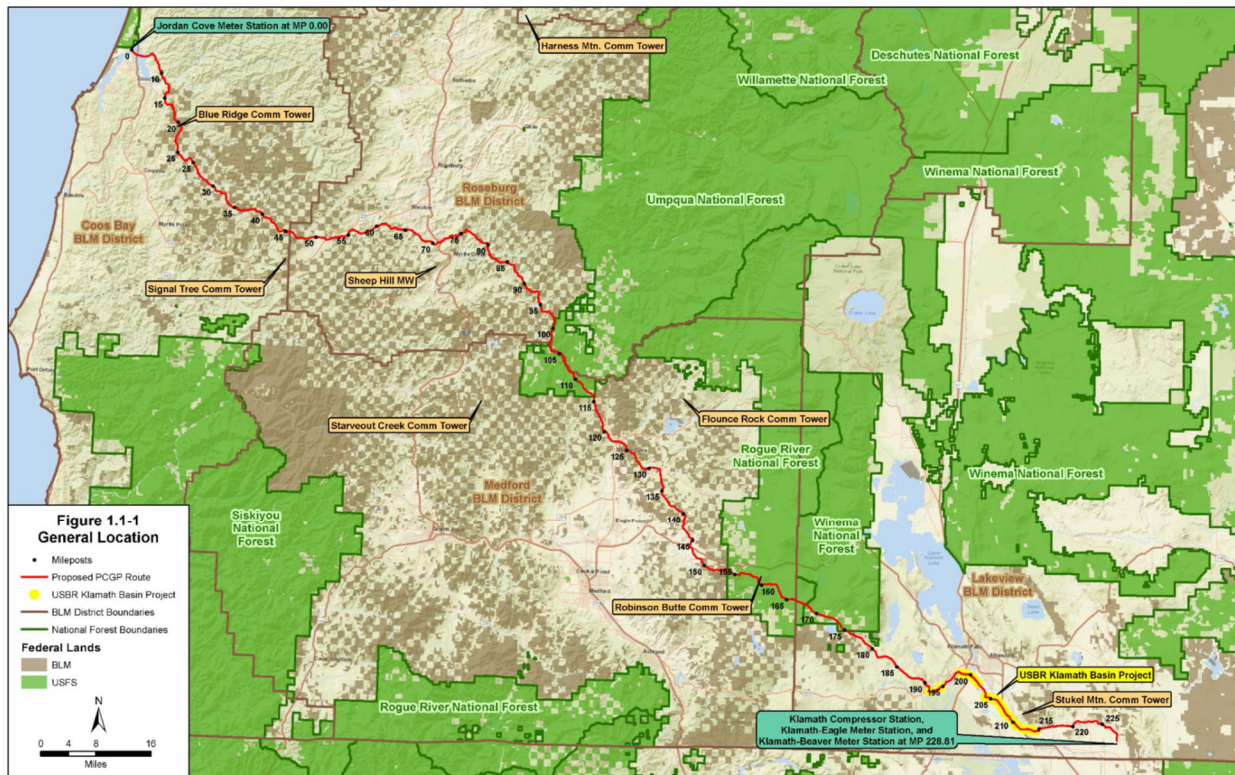 Jordan Cove Meter Station at MP 0.00
Harness Mtn. Comm Tower
Deschutes National Forest
Willamette National Forest
0
10
15
Blue Ridge Comm Tower
20
25
25
Roseburg
Winema National Forest
Roseburg
BLM District
Umpqua National Forest
30
35
40
45
50
55
60
65
70
75
80
85
90
95
100
105
110
115
120
125
130
135
140
145
150
155
160
165
170
175
180
185
190
195
200
205
210
215
220
225
Coos Bay
BLM District
Signal Tree Comm Tower
Sheep Hill MW
Starveout Creek Comm Tower
Flounce Rock Comm Tower
Rogue River
National Forest
Winema National Forest
Medford
BLM District
Siskiyou
National
Forest
Winema
National
Forest
Eagle Point
Central Point
Medford
Ashland
Robinson Butte Comm Tower
Lakeview
BLM District
Rogue River National Forest
USBR Klamath Basin Project
Stukel Mtn. Comm Tower
Klamath Compressor Station,
Klamath-Eagle Meter Station, and
Klamath-Beaver Meter Station at MP 228.81
Figure 1.1-1
General Location
Mileposts
Proposed PCGP Route
USBR Klamath Basin Project
BLM District Boundaries
National Forest Boundaries
Federal Lands
BLM
USFS
N
0 4 8 16
Miles